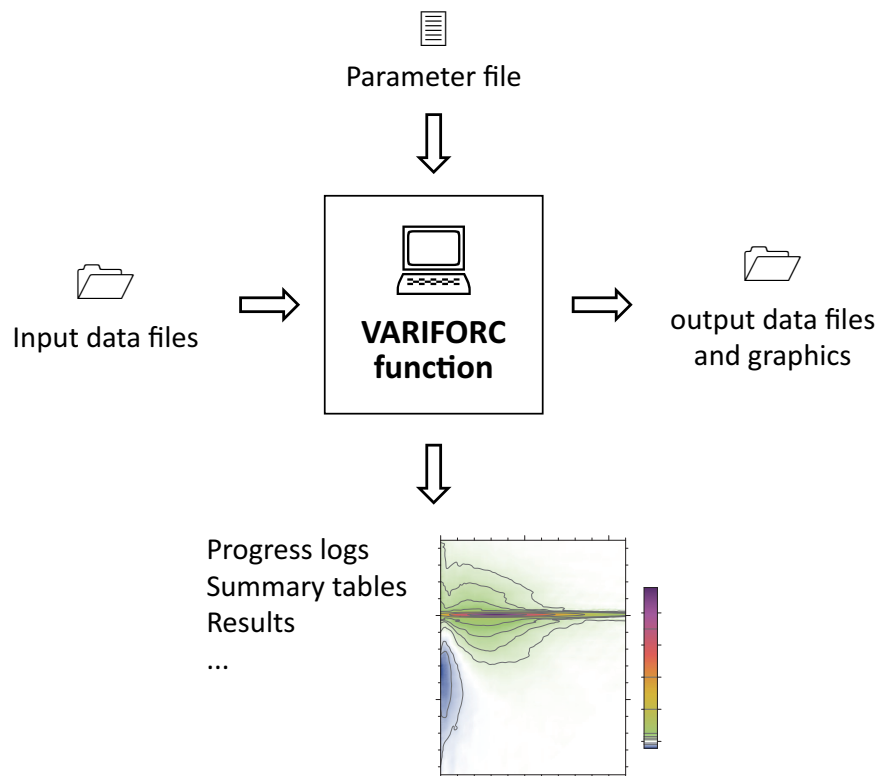 Parameter file
Input data files
VARIFORC
function
output data files
and graphics
Progress logs
Summary tables
Results
...